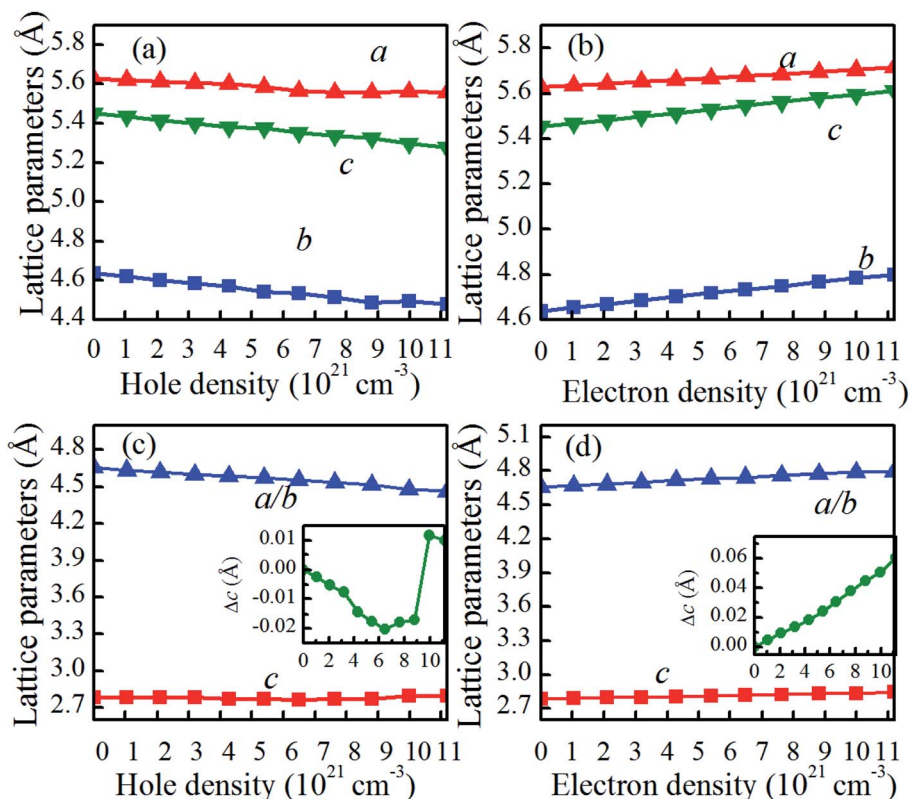 (a)
Lattice parameters (Å)
5.8
5.6
5.4
5.2
5.0
4.8
4.6
4.4
a
c
b
0 1 2 3 4 5 6 7 8 9 10 11
Hole density (10²¹ cm⁻³)
(b)
Lattice parameters (Å)
5.8
5.6
5.4
5.2
5.0
4.8
4.6
a
c
b
0 1 2 3 4 5 6 7 8 9 10 11
Electron density (10²¹ cm⁻³)
(c)
Lattice parameters (Å)
4.8
4.5
4.2
3.9
3.6
3.3
3.0
2.7
a/b
c
Δc (Å)
0.01
0.00
-0.01
-0.02
0 2 4 6 8 10
0 1 2 3 4 5 6 7 8 9 10 11
Hole density (10²¹ cm⁻³)
(d)
Lattice parameters (Å)
5.1
4.8
4.5
4.2
3.9
3.6
3.3
3.0
2.7
a/b
c
Δc (Å)
0.06
0.04
0.02
0.00
0 2 4 6 8 10
0 1 2 3 4 5 6 7 8 9 10 11
Electron density (10²¹ cm⁻³)